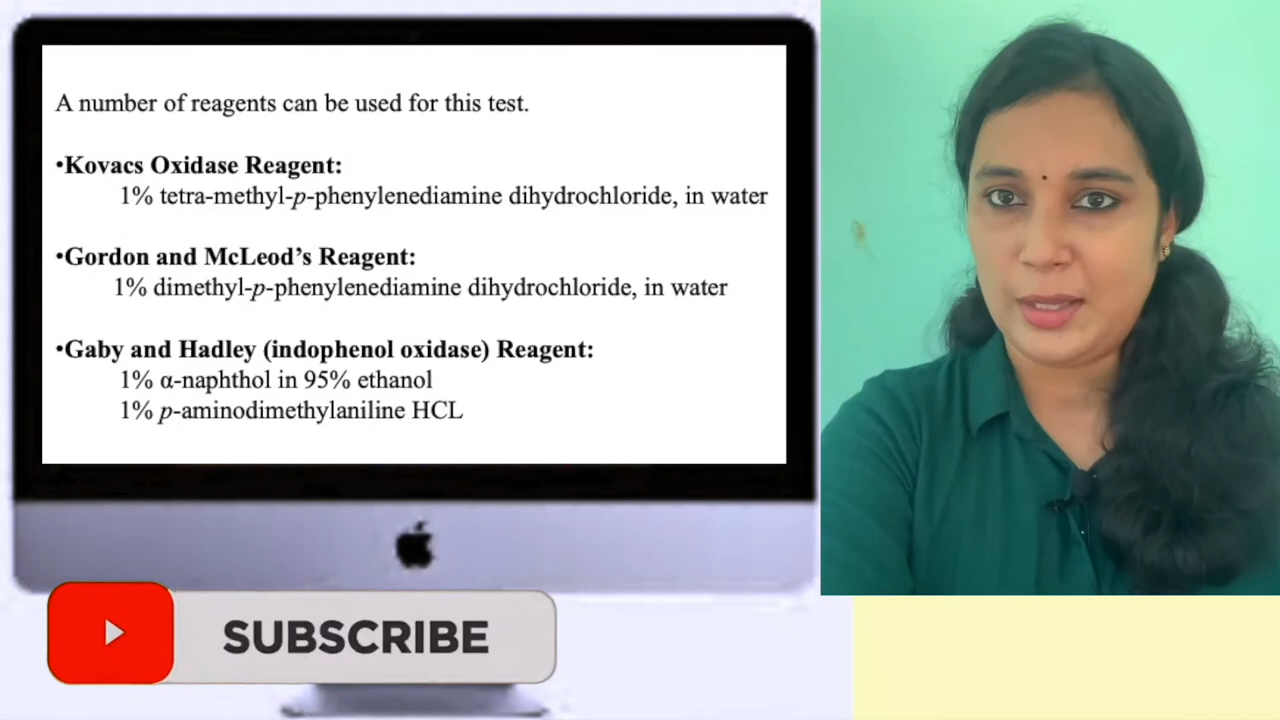 A number of reagents can be used for this test.
•Kovacs Oxidase Reagent:
1% tetra-methyl-p-phenylenediamine dihydrochloride, in water
•Gordon and McLeod’s Reagent:
1% dimethyl-p-phenylenediamine dihydrochloride, in water
•Gaby and Hadley (indophenol oxidase) Reagent:
1% α-naphthol in 95% ethanol
1% p-aminodimethylaniline HCL
SUBSCRIBE